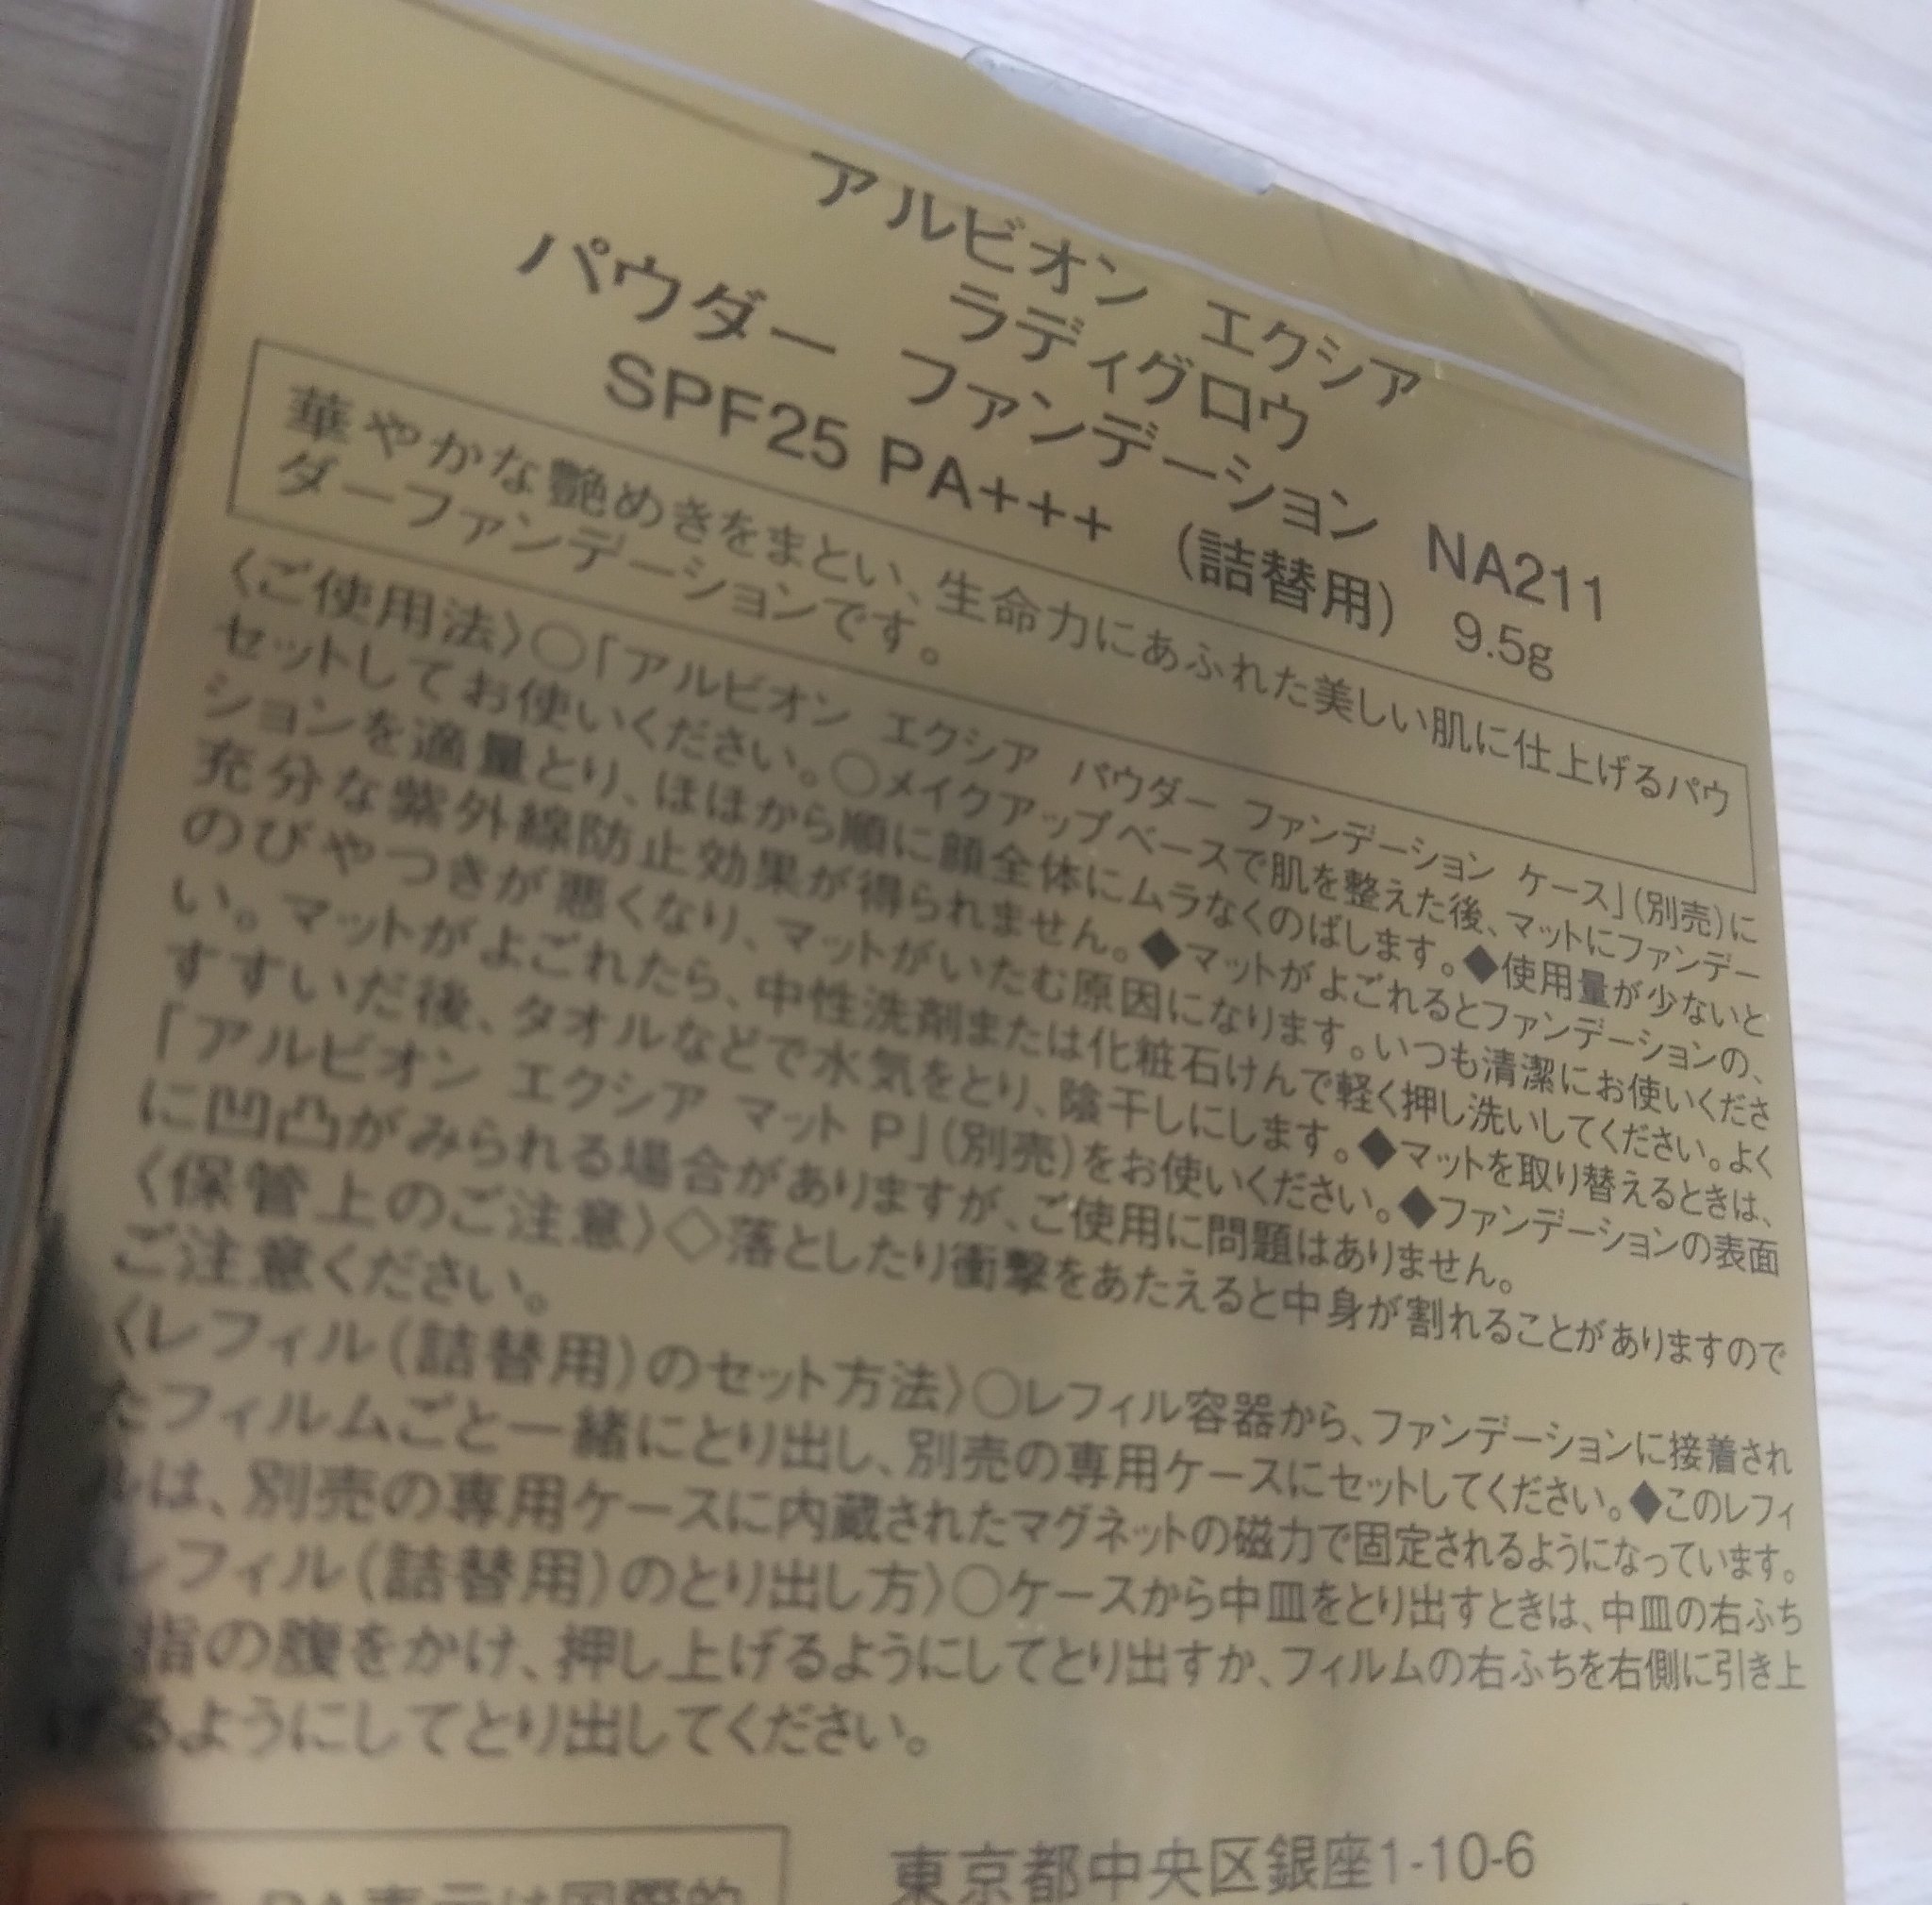 アルビオン エクシア
ラディグロウ
パウダー ファンデーション NA211
SPF25 PA+++ (詰替用) 9.5g
華やかな艶めきをまとい、生命力にあふれた美しい肌に仕上げるパウ
ダーファンデーションです。
〈ご使用法〉○「アルビオン エクシア パウダー ファンデーション ケース」(別売)に
セットしてお使いください。○メイクアップベースで肌を整えた後、マットにファンデー
ションを適量とり、ほほから順に顔全体にムラなくのばします。◆使用量が少ないと
充分な紫外線防止効果が得られません。◆マットがよごれるとファンデーションの、
のびやつきが悪くなり、マットがいたむ原因になります。いつも清潔にお使いくださ
い。マットがよごれたら、中性洗剤または化粧石けんで軽く押し洗いしてください。よく
すすいだ後、タオルなどで水気をとり、陰干しにします。◆マットを取り替えるときは、
「アルビオン エクシア マット P」(別売)をお使いください。◆ファンデーションの表面
に凹凸がみられる場合がありますが、ご使用に問題はありません。
〈保管上のご注意〉◇落としたり衝撃をあたえると中身が割れることがありますので
ご注意ください。
〈レフィル(詰替用)のセット方法〉○レフィル容器から、ファンデーションに接着され
たフィルムごと一緒にとり出し、別売の専用ケースにセットしてください。◆このレフィ
ルは、別売の専用ケースに内蔵されたマグネットの磁力で固定されるようになっています。
レフィル(詰替用)のとり出し方〉○ケースから中皿をとり出すときは、中皿の右ふち
指の腹をかけ、押し上げるようにしてとり出すか、フィルムの右ふちを右側に引き上
げるようにしてとり出してください。
SPF、PA表示は国際的
東京都中央区銀座1-10-6